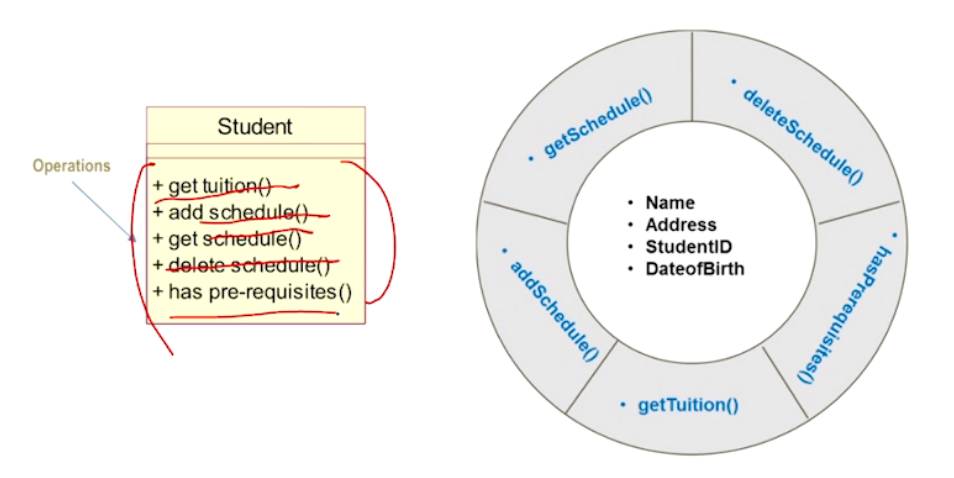 Operations
Student
+ get tuition()
+ add schedule()
+ get schedule()
+ delete schedule()
+ has pre-requisites()
• getSchedule()
• deleteSchedule()
• Name
• Address
• StudentID
• DateofBirth
• hasPrerequisites()
• addSchedule()
• getTuition()